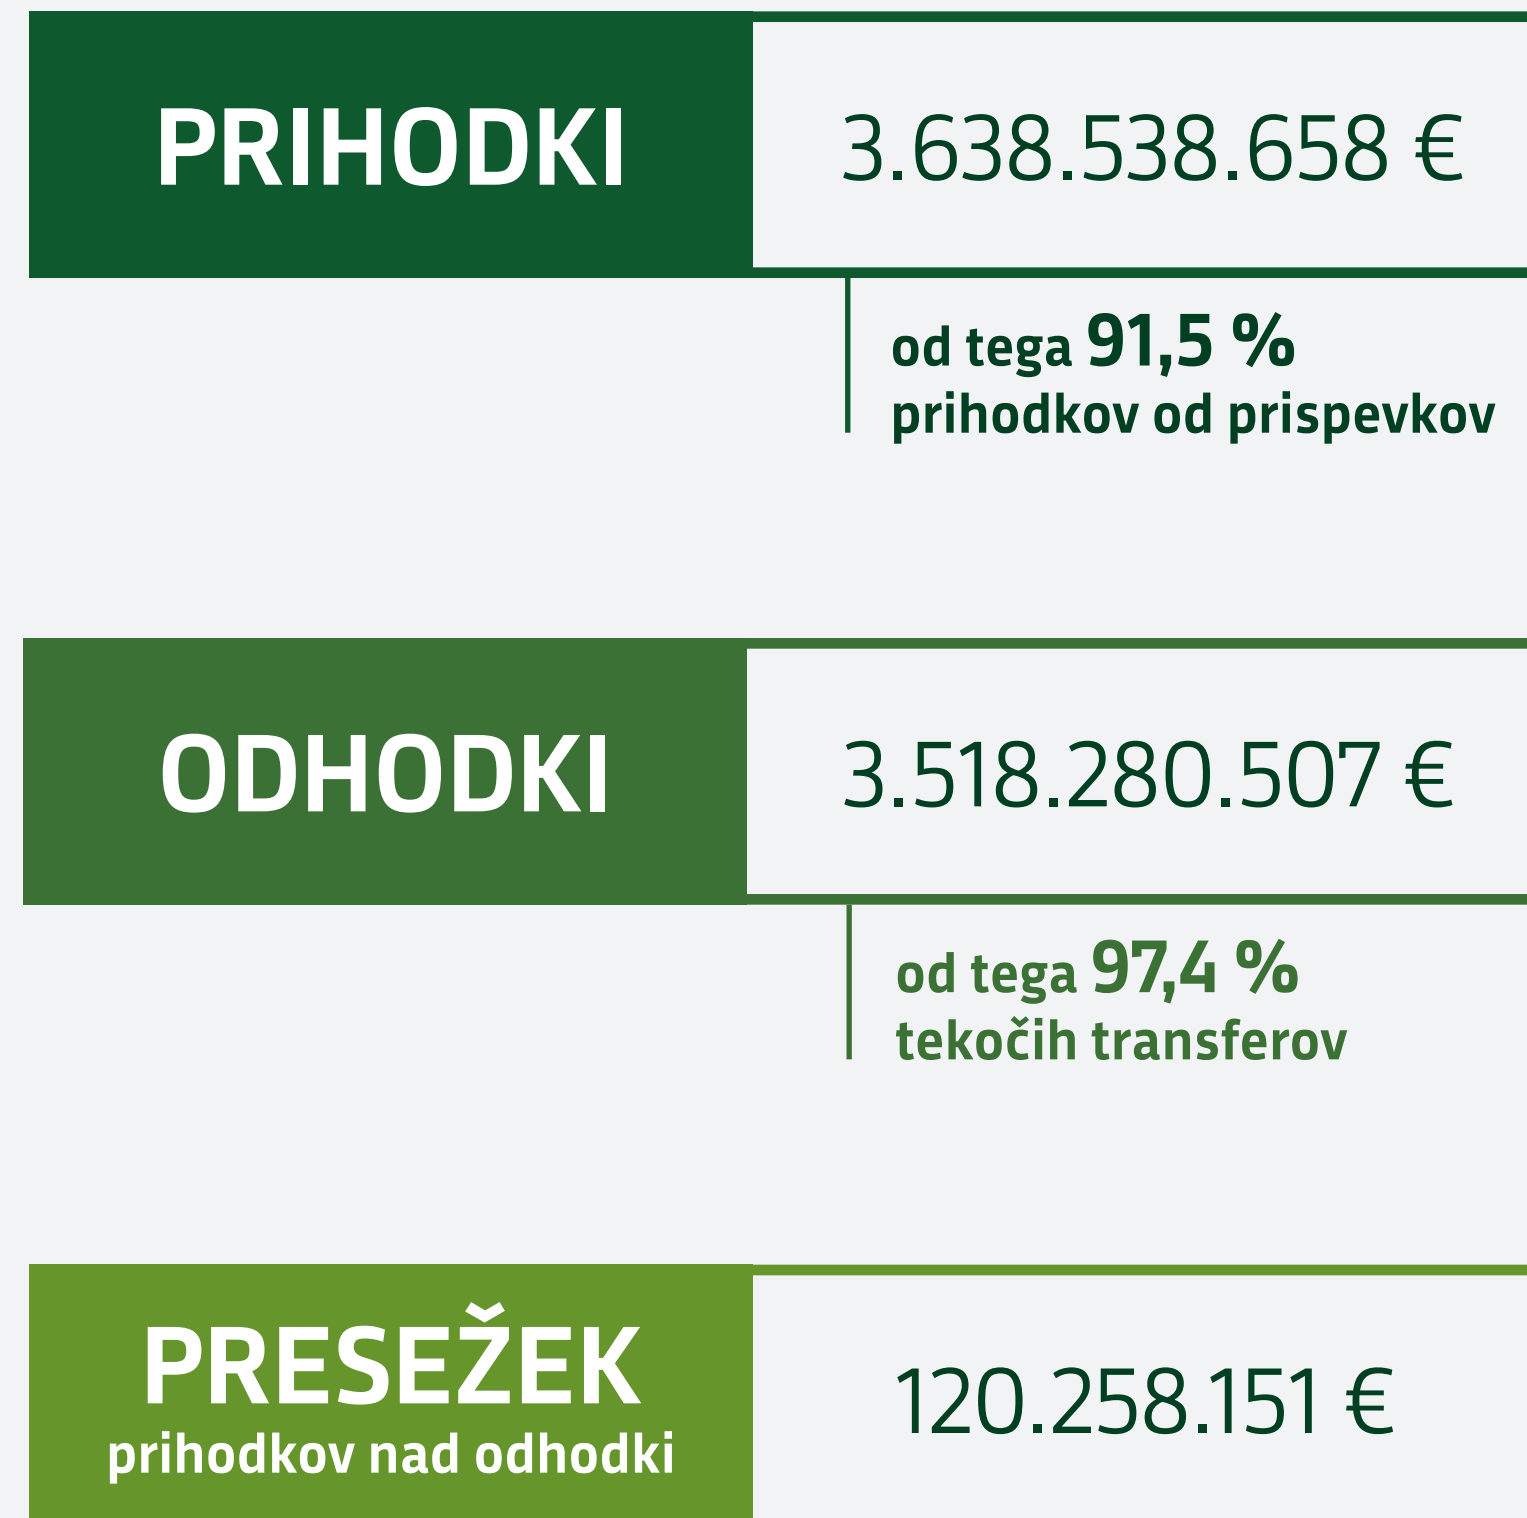 PRIHODKI
3.638.538.658 €
od tega 91,5 %
prihodkov od prispevkov
ODHODKI
3.518.280.507 €
od tega 97,4 %
tekočih transferov
PRESEŽEK
prihodkov nad odhodki
120.258.151 €